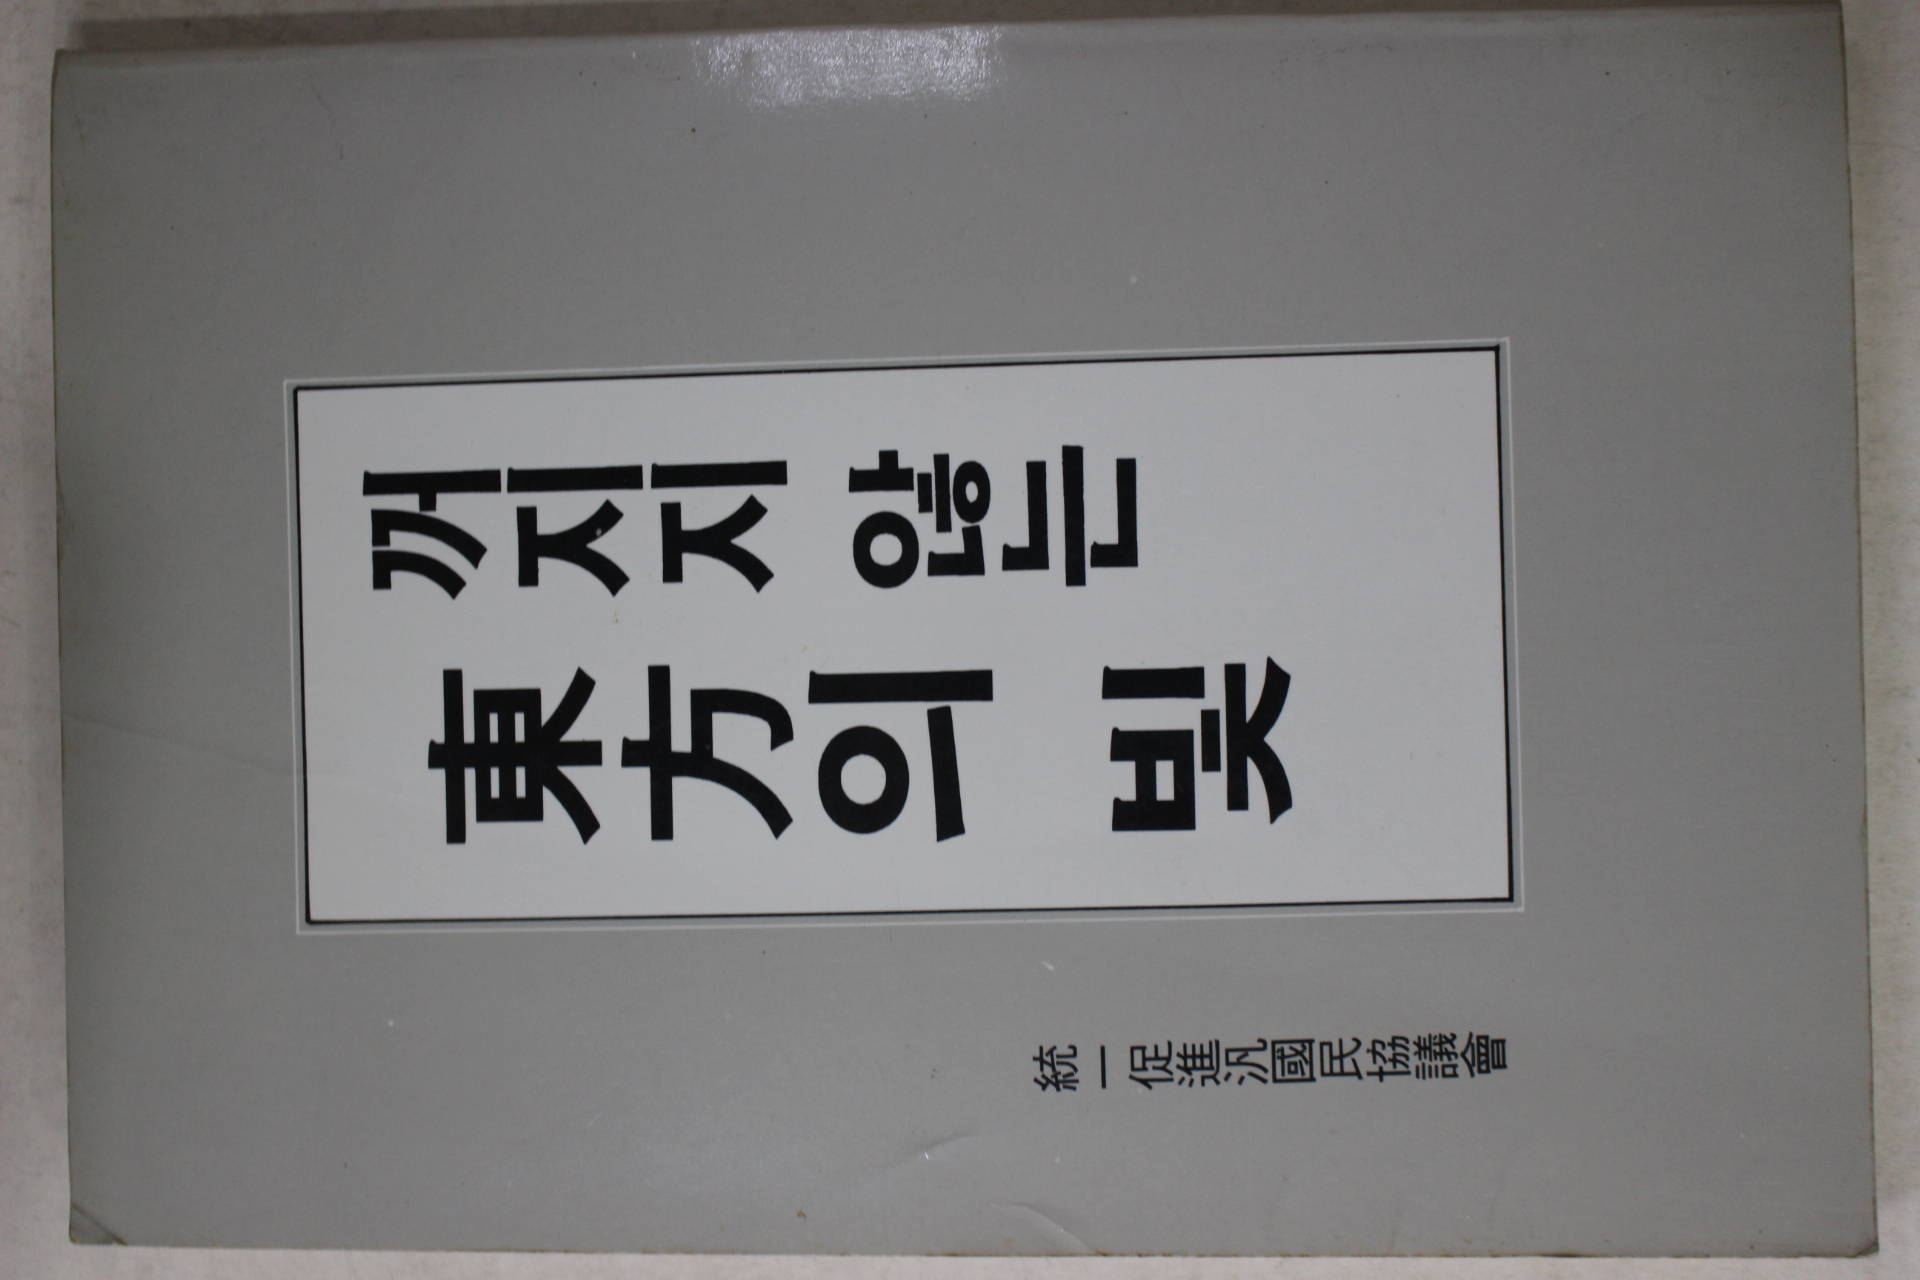 꺼지지 않는
東方의 빛
統一促進汎國民協議會